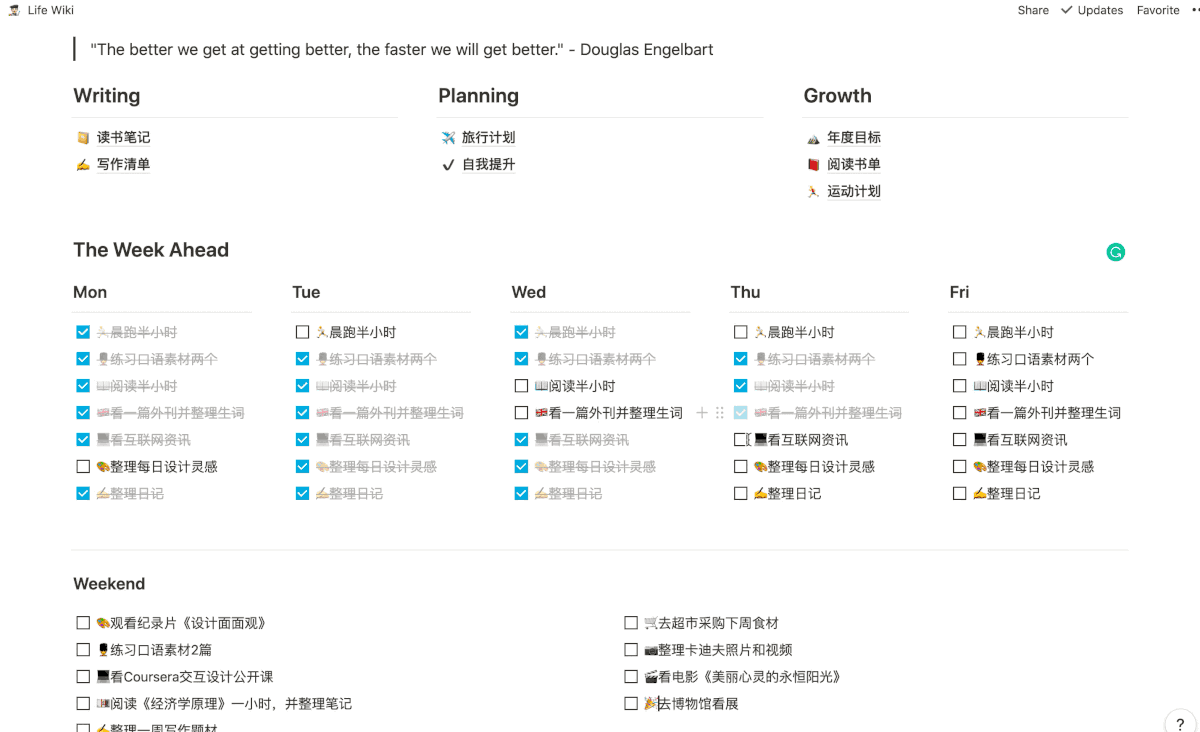 Life Wiki
Share Updates Favorite
"The better we get at getting better, the faster we will get better." - Douglas Engelbart
Writing
读书笔记
写作清单
Planning
旅行计划
自我提升
Growth
年度目标
阅读书单
运动计划
The Week Ahead
Mon
晨跑半小时
练习口语素材两个
阅读半小时
看一篇外刊并整理生词
看互联网资讯
整理每日设计灵感
整理日记
Tue
晨跑半小时
练习口语素材两个
阅读半小时
看一篇外刊并整理生词
看互联网资讯
整理每日设计灵感
整理日记
Wed
晨跑半小时
练习口语素材两个
阅读半小时
看一篇外刊并整理生词
看互联网资讯
整理每日设计灵感
整理日记
Thu
晨跑半小时
练习口语素材两个
阅读半小时
看一篇外刊并整理生词
看互联网资讯
整理每日设计灵感
整理日记
Fri
晨跑半小时
练习口语素材两个
阅读半小时
看一篇外刊并整理生词
看互联网资讯
整理每日设计灵感
整理日记
Weekend
观看纪录片《设计面面观》
练习口语素材2篇
看Coursera交互设计公开课
阅读《经济学原理》一小时，并整理笔记
整理一周写作题材
去超市采购下周食材
整理卡迪夫照片和视频
看电影《美丽心灵的永恒阳光》
去博物馆看展
?